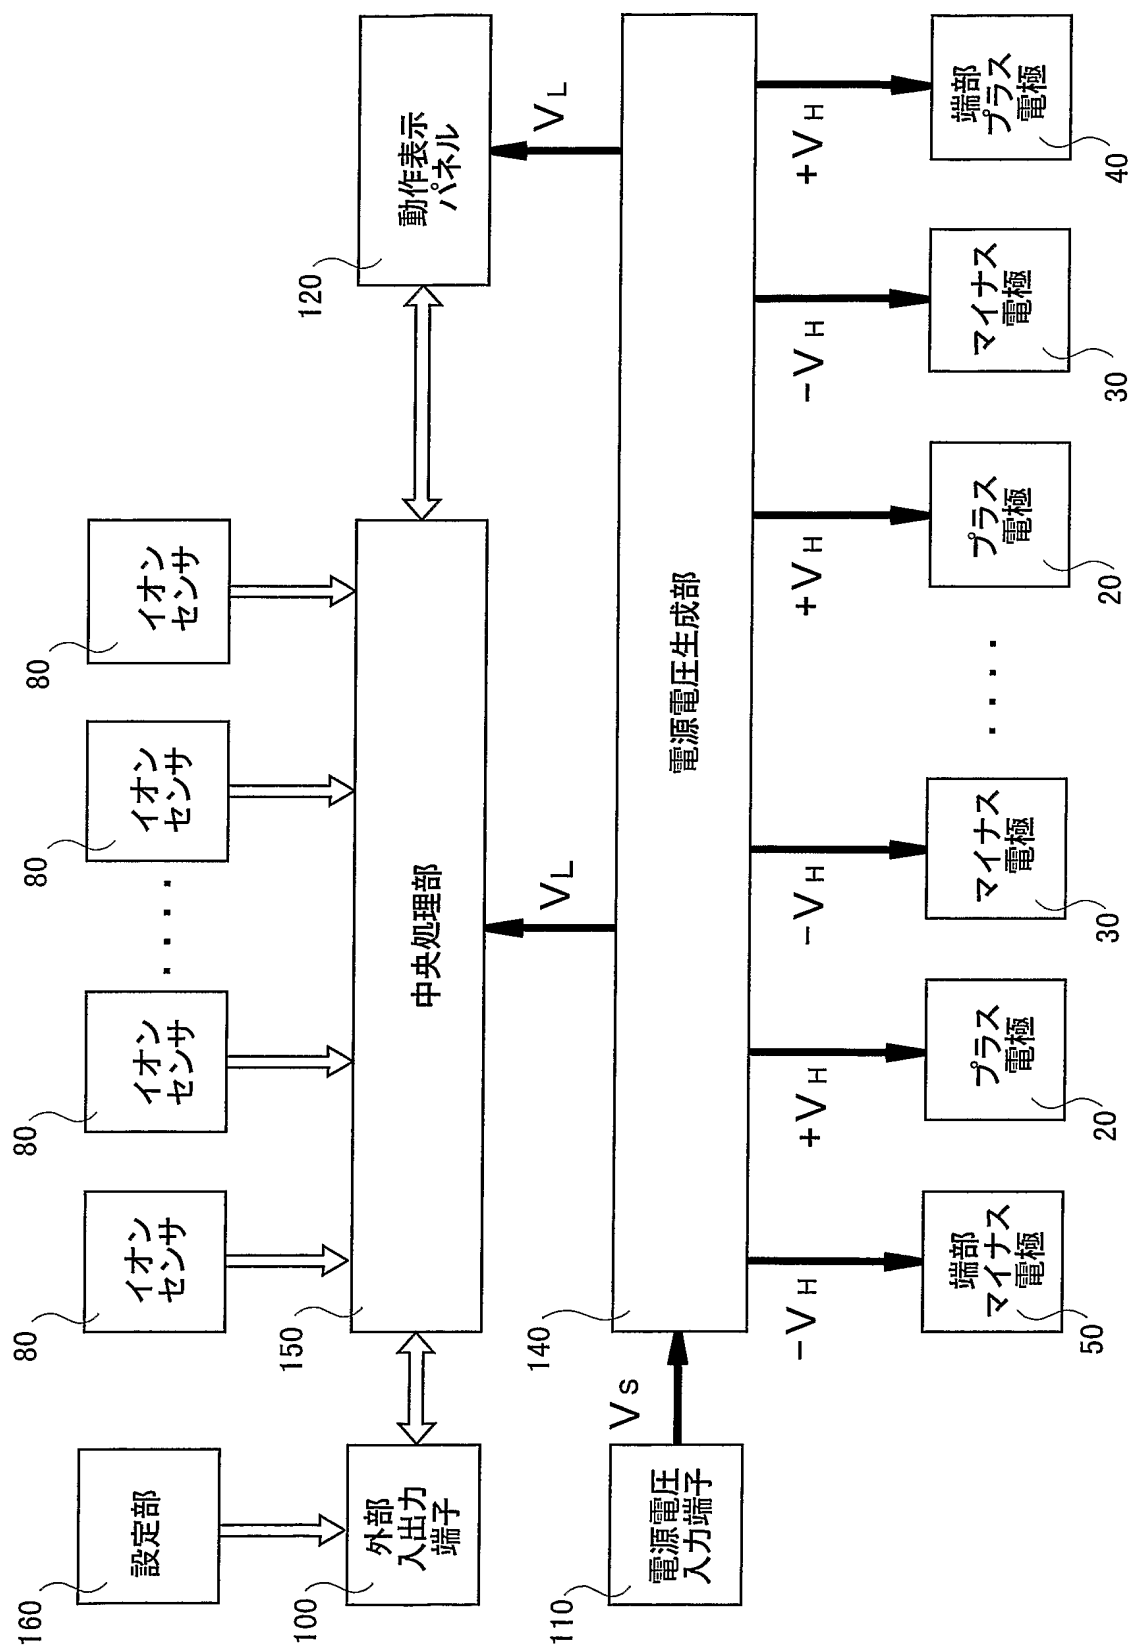 160
設定部
80
イオン
センサ
80
イオン
センサ
・・・・
80
イオン
センサ
80
イオン
センサ
100
外部
入出力
端子
150
中央処理部
120
動作表示
パネル
VL
VL
110
電源電圧
入力端子
VS
140
電源電圧生成部
−VH
+VH
−VH
+VH
−VH
+VH
50
端部
マイナス
電極
20
プラス
電極
30
マイナス
電極
・・・・
20
プラス
電極
30
マイナス
電極
40
端部
プラス
電極